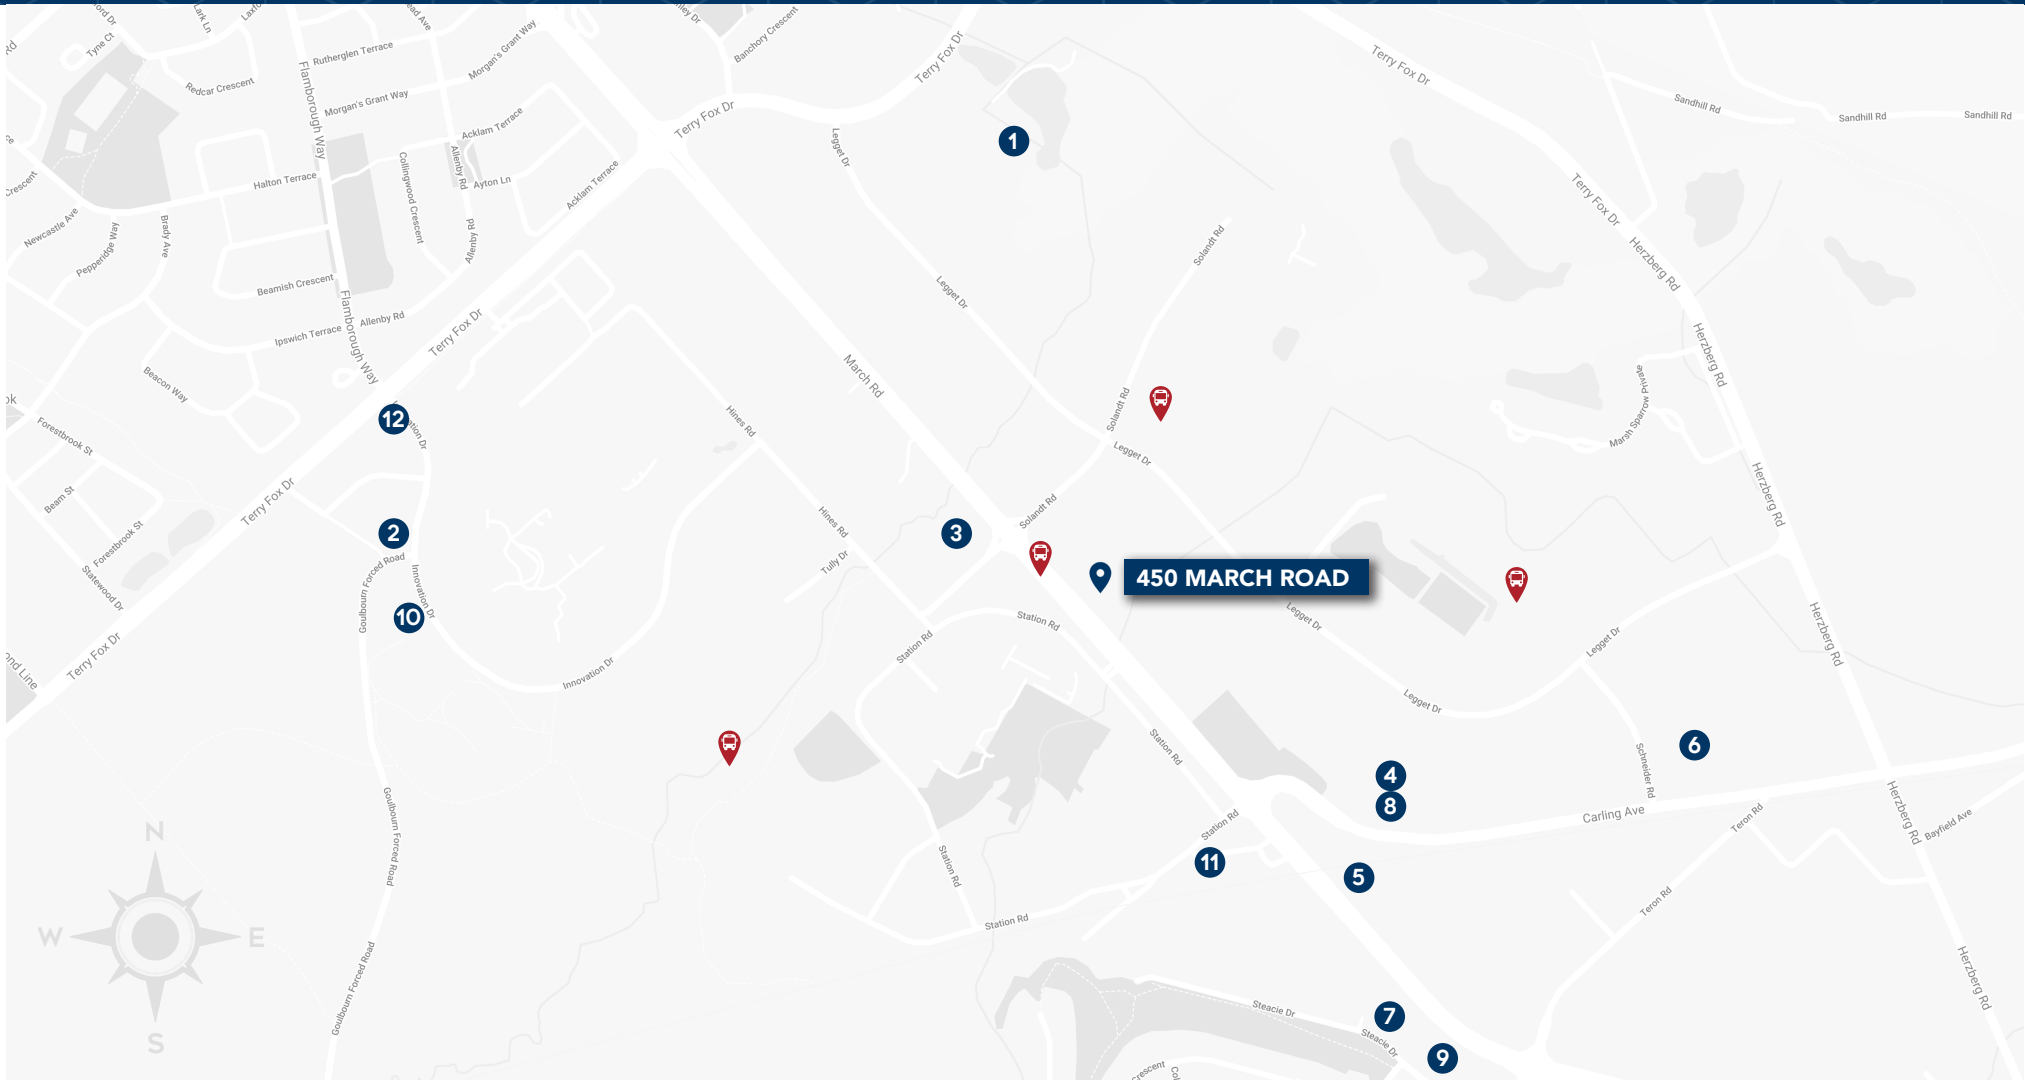 Tyne Ct
Lark Ln
Rutherglen Terrace
Redcar Crescent
Morgan's Grant Way
Morgan's Grant Way
Banchory Crescent
Flamborough Way
Acklam Terrace
Allenby Rd
Ayton Ln
Collingwood Crescent
Halton Terrace
Acklam Terrace
Terry Fox Dr
Terry Fox Dr
Terry Fox Dr
Legget Dr
1
Sandhill Rd
Sandhill Rd
Sandhill Rd
Crescent
Newcastle Ave
Pepperidge Way
Brady Ave
Allenby Rd
Beamish Crescent
Flamborough Way
Ipswich Terrace
Allenby Rd
Terry Fox Dr
Solandt Rd
Terry Fox Dr
Herzberg Rd
Legget Dr
Herzberg Rd
March Rd
Beacon Way
Marsh Sparrow Private
12
Hines Rd
Solandt Rd
Legget Dr
Forestbrook St
Beam St
Terry Fox Dr
Forestbrook St
Statewood Dr
2
3
Solandt Rd
Hines Rd
Tully Dr
Herzberg Rd
450 MARCH ROAD
Goulbourn Forced Road
Innovation Dr
10
Innovation Dr
Terry Fox Dr
Station Rd
Station Rd
Legget Dr
Legget Dr
Legget Dr
Herzberg Rd
Station Rd
Schneider Rd
6
4
8
Carling Ave
Teron Rd
Herzberg Rd
Bayfield Ave
Goulbourn Forced Road
Station Rd
Station Rd
11
5
Teron Rd
Station Rd
N
W
E
S
Goulbourn Forced Road
Steacie Dr
Steacie Dr
7
9
Herzberg Rd